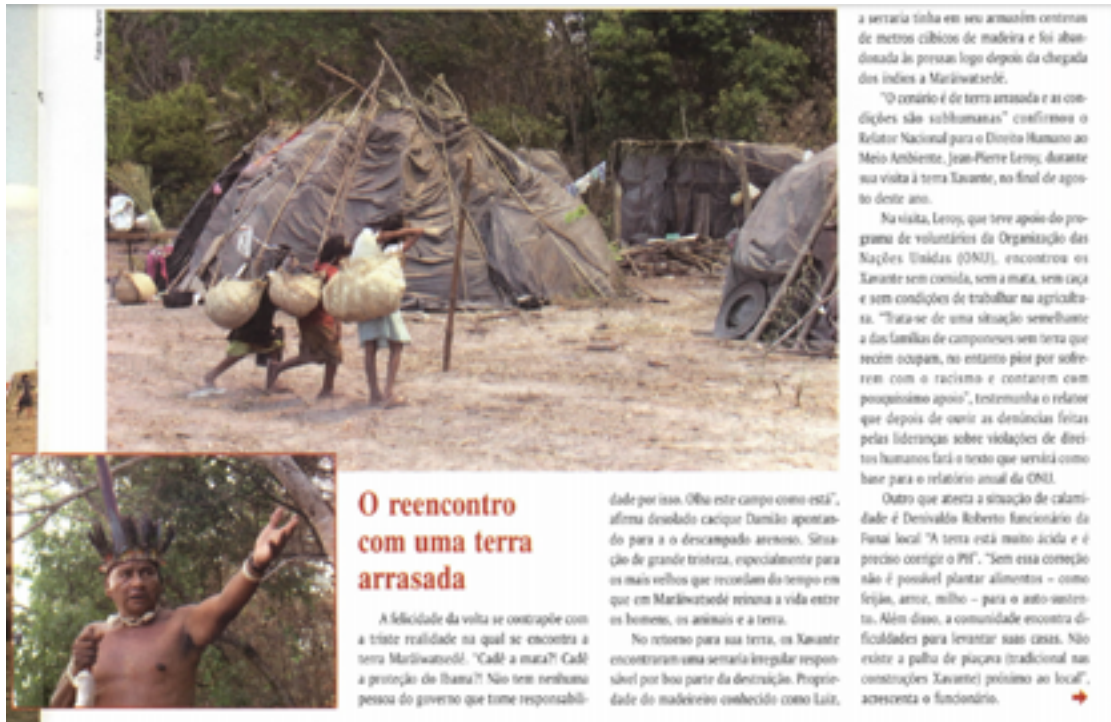 O reencontro
com uma terra
arrasada
A felicidade da volta se contrapõe com
a triste realidade na qual se encontra a
terra Marãiwatsedé. "Cadê a mata?! Cadê
a proteção do Ibama?! Não tem nenhuma
pessoa do governo que tome responsabili-
dade por isso. Olha este campo como está",
afirma desolado cacique Damião apontan-
do para a o descampado arenoso. Situa-
ção de grande tristeza, especialmente para
os mais velhos que recordam do tempo em
que em Marãiwatsedé reinava a vida entre
os homens, os animais e a terra.
No retorno para sua terra, os Xavante
encontraram uma serraria irregular respon-
sável por boa parte da destruição. Proprie-
dade do madeireiro conhecido como Luiz,
a serraria tinha em seu armazém centenas
de metros cúbicos de madeira e foi aban-
donada às pressas logo depois da chegada
dos índios a Marãiwatsedé.
"O cenário é de terra arrasada e as con-
dições são subhumanas" confirmou o
Relator Nacional para o Direito Humano ao
Meio Ambiente, Jean-Pierre Leroy, durante
sua visita à terra Xavante, no final de agos-
to deste ano.
Na visita, Leroy, que teve apoio do pro-
grama de voluntários da Organização das
Nações Unidas (ONU), encontrou os
Xavante sem comida, sem a mata, sem caça
e sem condições de trabalhar na agricultu-
ra. "Trata-se de uma situação semelhante
a das famílias de camponeses sem terra que
recém ocupam, no entanto pior por sofre-
rem com o racismo e contarem com
pouquíssimo apoio", testemunha o relator
que depois de ouvir as denúncias feitas
pelas lideranças sobre violações de direi-
tos humanos fará o texto que servirá como
base para o relatório anual da ONU.
Outro que atesta a situação de calami-
dade é Denivaldo Roberto funcionário da
Funai local "A terra está muito ácida e é
preciso corrigir o PH". "Sem essa correção
não é possível plantar alimentos – como
feijão, arroz, milho – para o auto-susten-
to. Além disso, a comunidade encontra di-
ficuldades para levantar suas casas. Não
existe a palha de piaçava (tradicional nas
construções Xavante) próximo ao local",
acrescenta o funcionário.